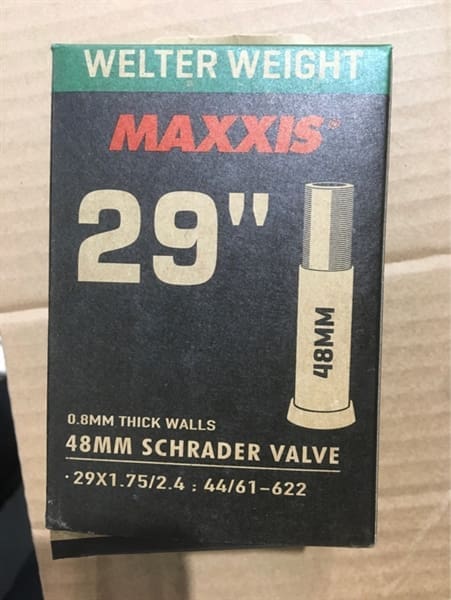 WELTER WEIGHT
MAXXIS
29"
48MM
0.8MM THICK WALLS
48MM SCHRADER VALVE
·29X1.75/2.4 : 44/61-622